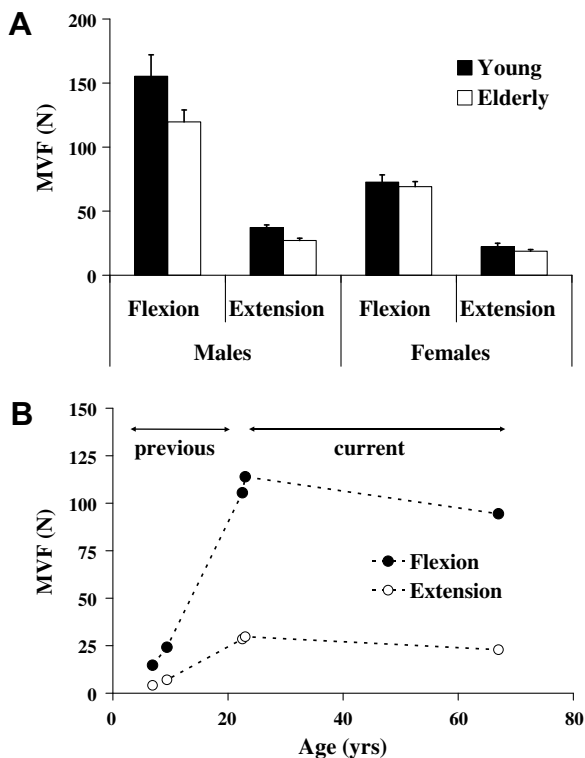 A
200
Young
Elderly
150
MVF (N)
100
50
0
Flexion Extension Flexion Extension
Males Females
B
150
previous current
125
100
MVF (N)
75
Flexion
Extension
50
25
0
0 20 40 60 80
Age (yrs)